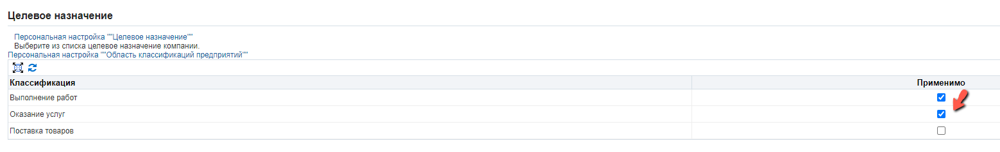 Целевое назначение
Персональная настройка ""Целевое назначение""
Выберите из списка целевое назначение компании.
Персональная настройка ""Область классификаций предприятий""
Классификация Применимо
Выполнение работ
Оказание услуг
Поставка товаров